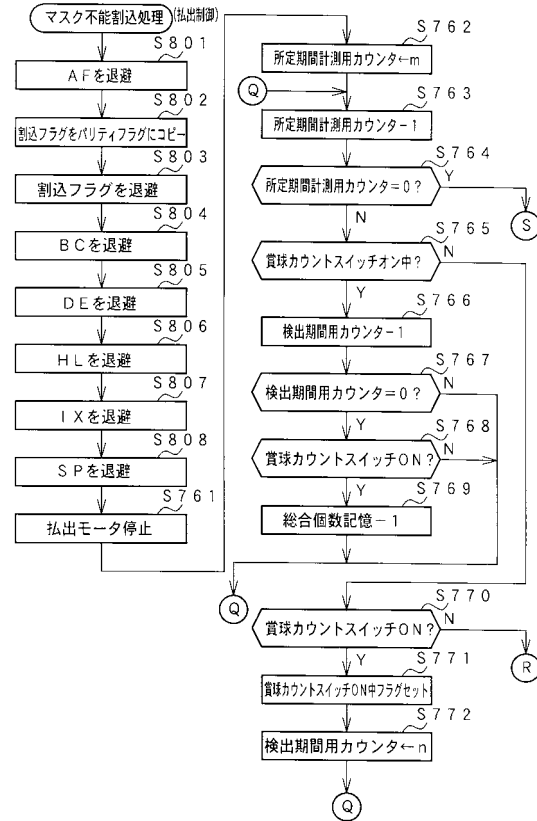 マスク不能割込処理
(払出制御)
S801
AFを退避
S802
割込フラグをパリティフラグにコピー
S803
割込フラグを退避
S804
BCを退避
S805
DEを退避
S806
HLを退避
S807
IXを退避
S808
SPを退避
S761
払出モータ停止
S762
所定期間計測用カウンタ←m
Q
S763
所定期間計測用カウンター1
S764
所定期間計測用カウンタ=0?
Y
S
N
S765
賞球カウントスイッチオン中?
N
Y
S766
検出期間用カウンター1
S767
検出期間用カウンタ=0?
N
Y
S768
賞球カウントスイッチON?
N
Y
S769
総合個数記憶-1
Q
S770
賞球カウントスイッチON?
N
R
Y
S771
賞球カウントスイッチON中フラグセット
S772
検出期間用カウンタ←n
Q